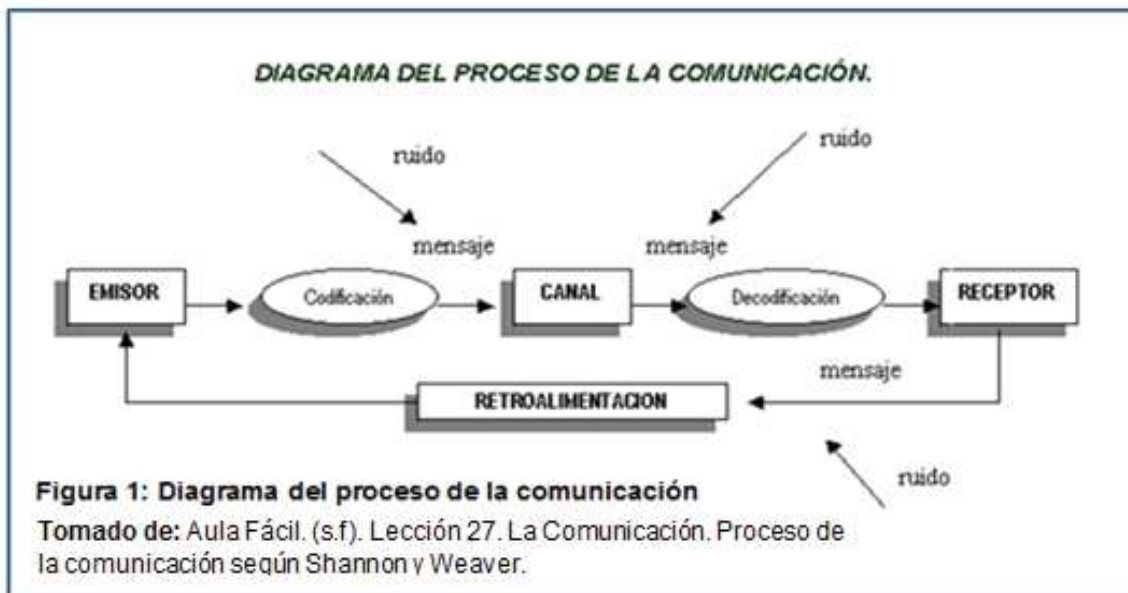 DIAGRAMA DEL PROCESO DE LA COMUNICACIÓN.
ruido
ruido
mensaje
mensaje
EMISOR
Codificación
CANAL
Decodificación
RECEPTOR
mensaje
RETROALIMENTACION
ruido
Figura 1: Diagrama del proceso de la comunicación
Tomado de: Aula Fácil. (s.f). Lección 27. La Comunicación. Proceso de
la comunicación según Shannon y Weaver.